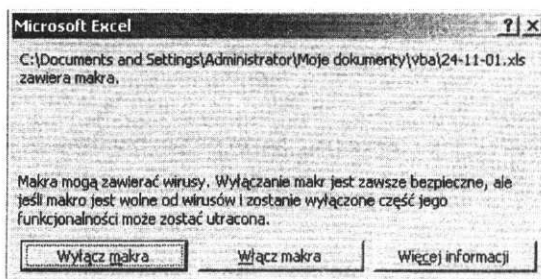 Microsoft Excel
C:\Documents and Settings\Administrator\Moje dokumenty\vba\24-11-01.xls
zawiera makra.
Makra mogą zawierać wirusy. Wyłączanie makr jest zawsze bezpieczne, ale
jeśli makro jest wolne od wirusów i zostanie wyłączone część jego
funkcjonalności może zostać utracona.
Wyłącz makra Włącz makra Więcej informacji